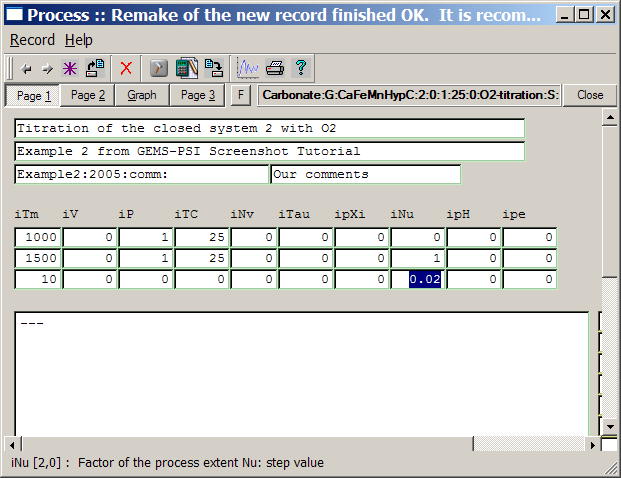 Process :: Remake of the new record finished OK.  It is recom...
Record Help
Page 1 Page 2 Graph Page 3 F Carbonate:G:CaFeMnHypC:2:0:1:25:0:O2-titration:S: Close
Titration of the closed system 2 with O2
Example 2 from GEMS-PSI Screenshot Tutorial
Example2:2005:comm: Our comments
iTm iV iP iTC iNv iTau ipXi iNu ipH ipe
1000 0 1 25 0 0 0 0 0 0
1500 0 1 25 0 0 0 1 0 0
10 0 0 0 0 0 0 0.02 0 0
---
iNu [2,0] :  Factor of the process extent Nu: step value